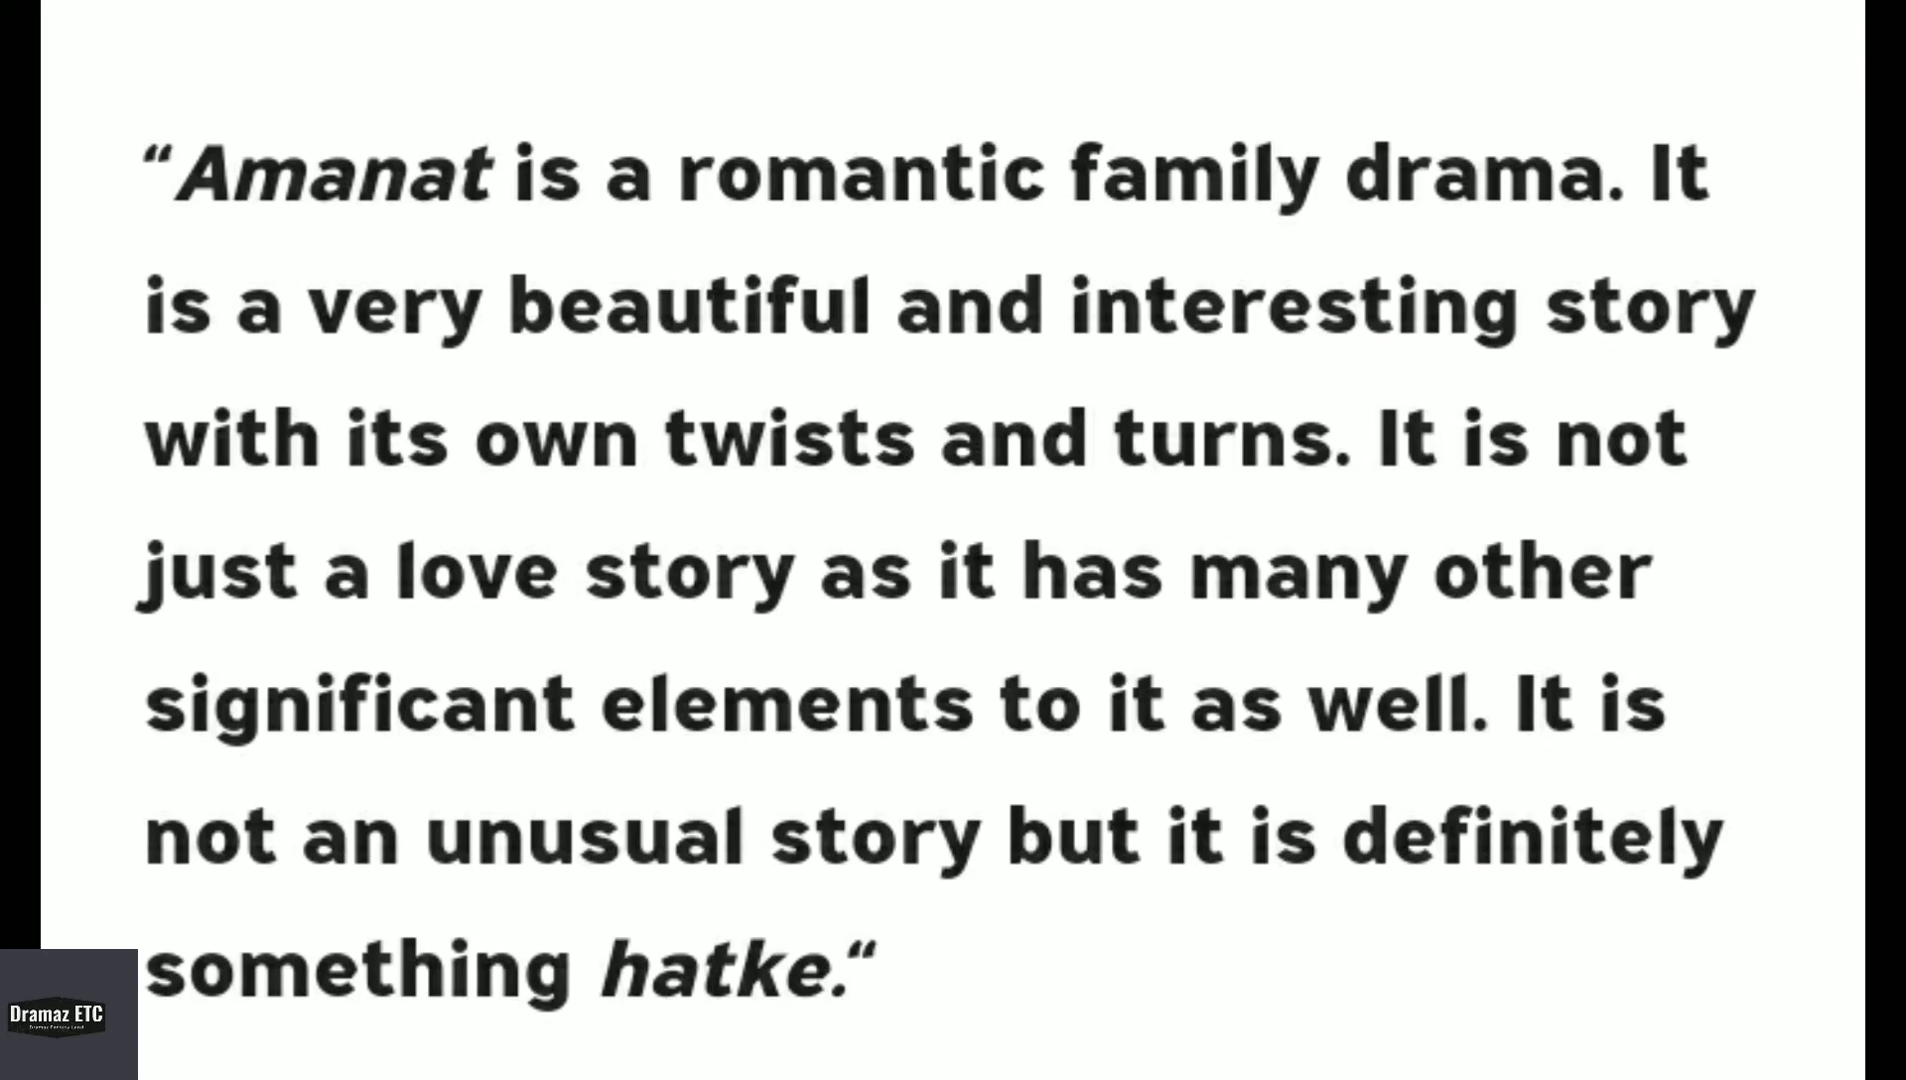 “Amanat is a romantic family drama. It
is a very beautiful and interesting story
with its own twists and turns. It is not
just a love story as it has many other
significant elements to it as well. It is
not an unusual story but it is definitely
something hatke.“
Dramaz ETC